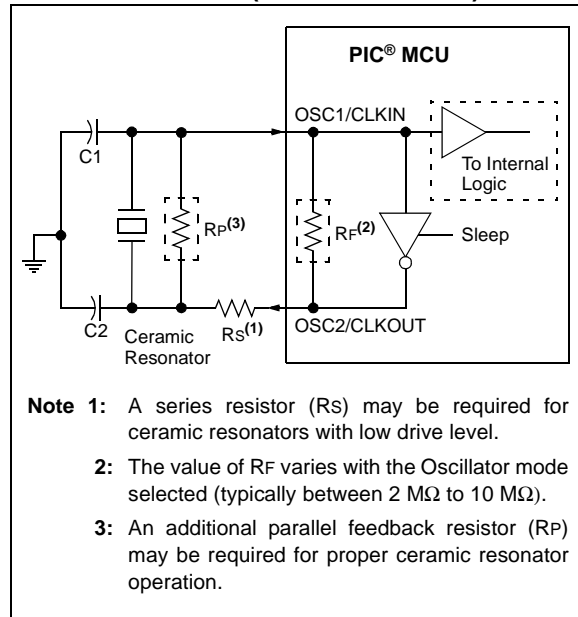 PIC® MCU
OSC1/CLKIN
C1
To Internal
Logic
RP(3)
RF(2)
Sleep
C2
Ceramic
Resonator
RS(1)
OSC2/CLKOUT
Note 1: A series resistor (RS) may be required for
ceramic resonators with low drive level.
2: The value of RF varies with the Oscillator mode
selected (typically between 2 MΩ to 10 MΩ).
3: An additional parallel feedback resistor (RP)
may be required for proper ceramic resonator
operation.